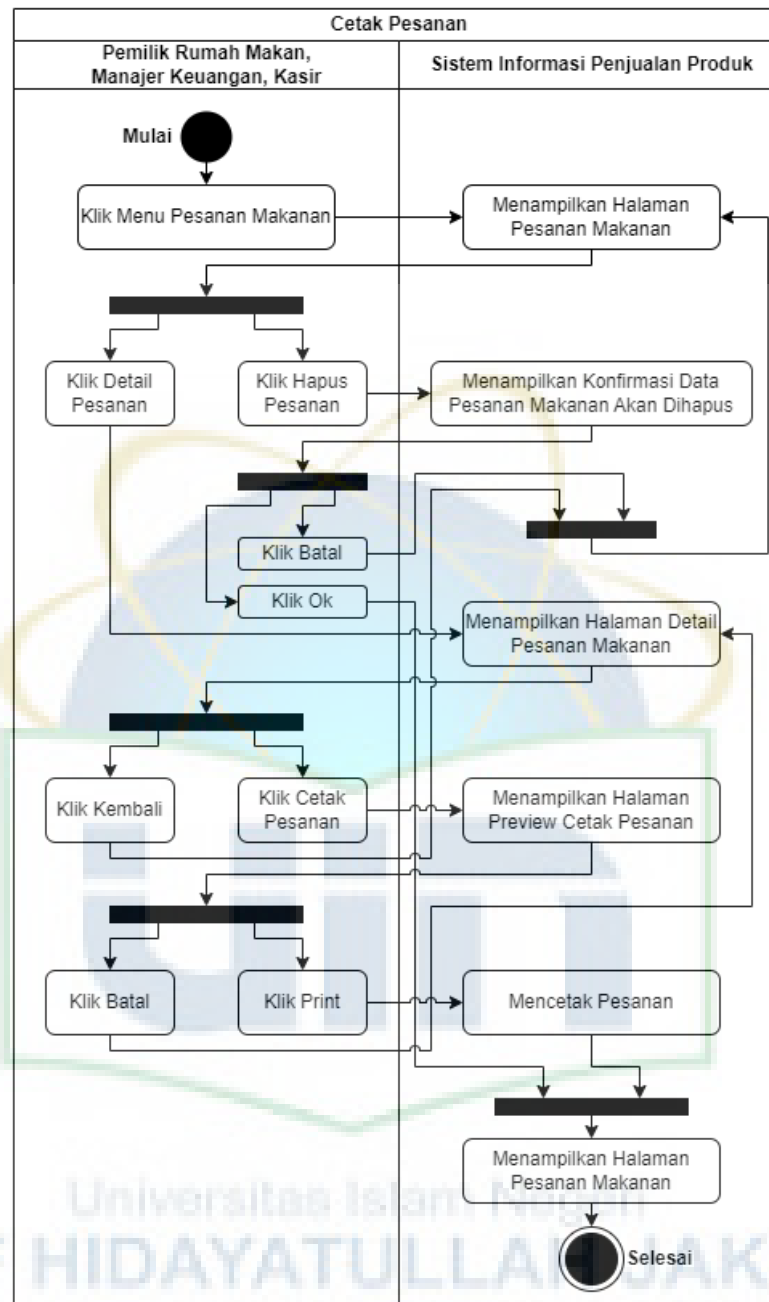 Cetak Pesanan
Pemilik Rumah Makan,
Manajer Keuangan, Kasir
Sistem Informasi Penjualan Produk
Mulai
Klik Menu Pesanan Makanan
Menampilkan Halaman
Pesanan Makanan
Klik Detail
Pesanan
Klik Hapus
Pesanan
Menampilkan Konfirmasi Data
Pesanan Makanan Akan Dihapus
Klik Batal
Klik Ok
Menampilkan Halaman Detail
Pesanan Makanan
Klik Kembali
Klik Cetak
Pesanan
Menampilkan Halaman
Preview Cetak Pesanan
Klik Batal
Klik Print
Mencetak Pesanan
Menampilkan Halaman
Pesanan Makanan
Selesai
uin
Universitas Islam Negeri
HIDAYATULLAH JAK